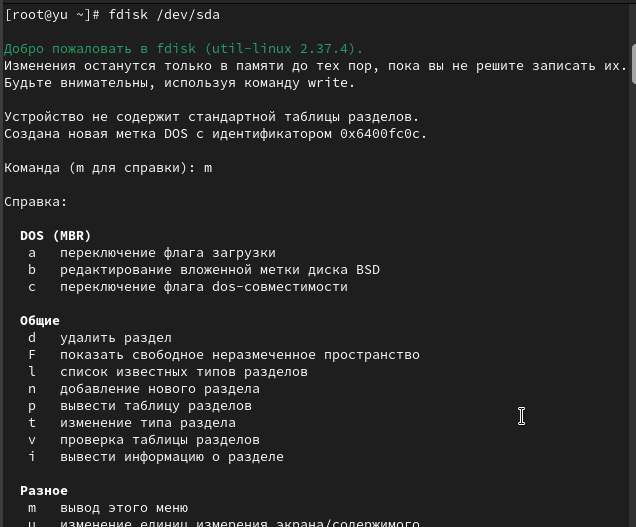 [root@yu ~]# fdisk /dev/sda
Добро пожаловать в fdisk (util-linux 2.37.4).
Изменения останутся только в памяти до тех пор, пока вы не решите записать их.
Будьте внимательны, используя команду write.
Устройство не содержит стандартной таблицы разделов.
Создана новая метка DOS с идентификатором 0x6400fc0c.
Команда (m для справки): m
Справка:
DOS (MBR)
a переключение флага загрузки
b редактирование вложенной метки диска BSD
c переключение флага dos-совместимости
Общие
d удалить раздел
F показать свободное неразмеченное пространство
l список известных типов разделов
n добавление нового раздела
p вывести таблицу разделов
t изменение типа раздела
v проверка таблицы разделов
i вывести информацию о разделе
Разное
m вывод этого меню
u изменение единиц измерения экрана/содержимого